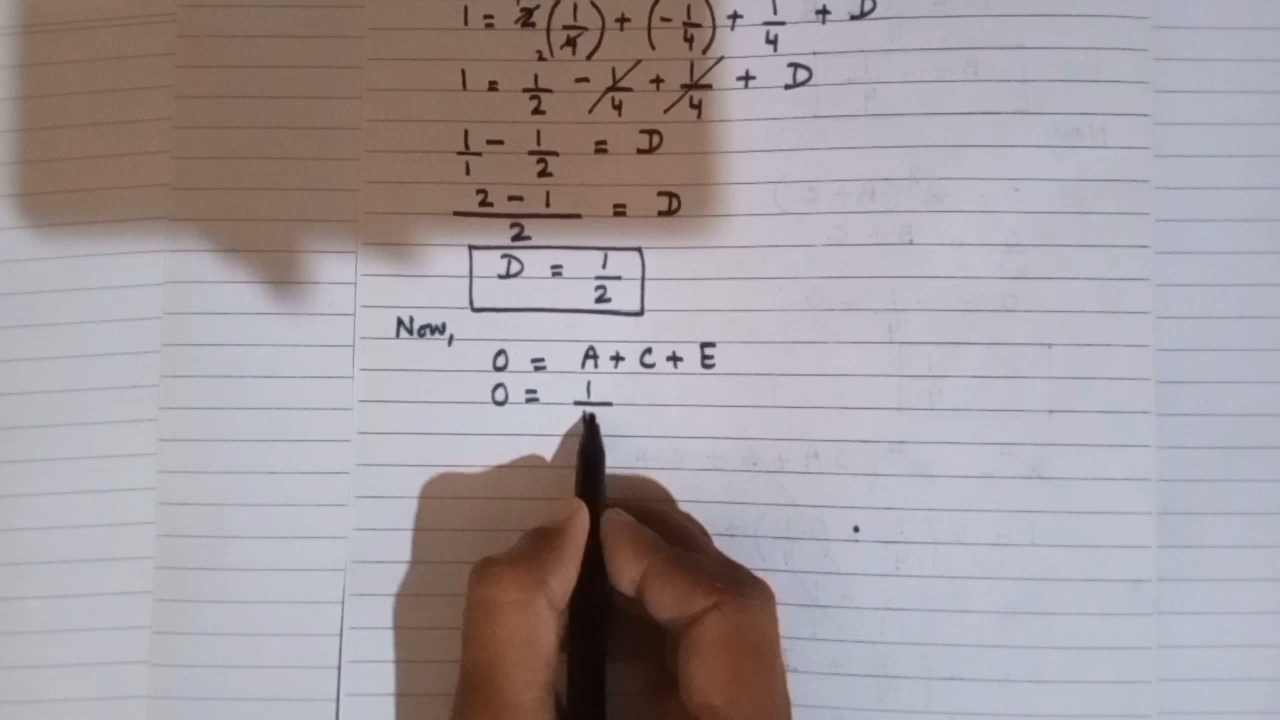 1 = 2(1/4) + (-1/4) + 1/4 + D
1 = 1/2 - 1/4 + 1/4 + D
1/1 - 1/2 = D
2 - 1/2 = D
D = 1/2
Now,
0 = A + C + E
0 = 1